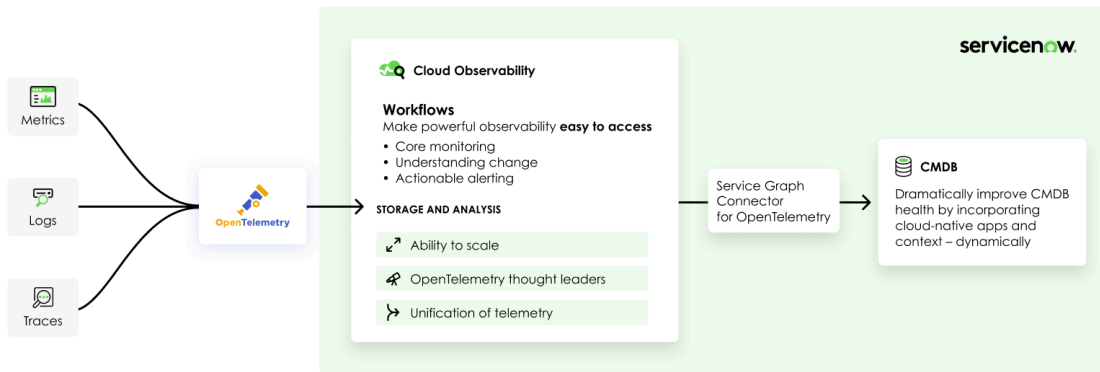 servicenow.
Metrics
Logs
Traces
OpenTelemetry
Cloud Observability
Workflows
Make powerful observability easy to access
• Core monitoring
• Understanding change
• Actionable alerting
STORAGE AND ANALYSIS
Ability to scale
OpenTelemetry thought leaders
Unification of telemetry
Service Graph
Connector
for OpenTelemetry
CMDB
Dramatically improve CMDB
health by incorporating
cloud-native apps and
context – dynamically